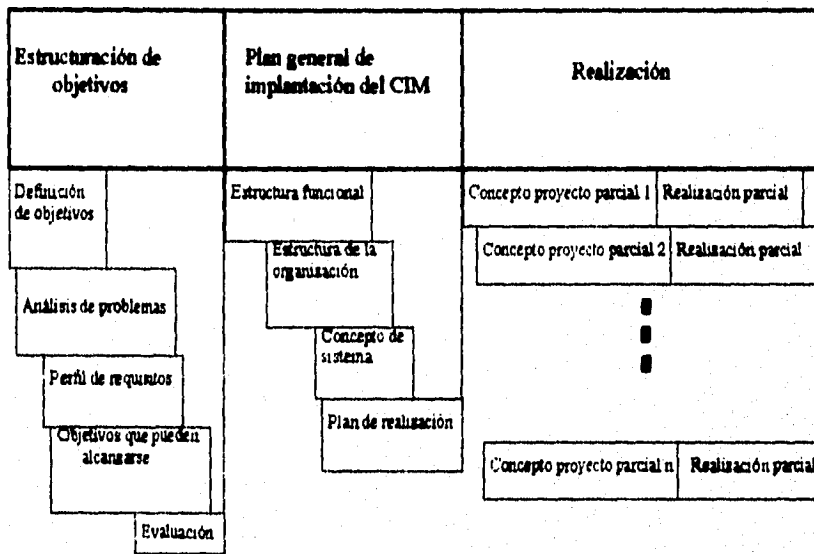 Estructuración de
objetivos
Plan general de
implantación del CIM
Realización
Definición
de objetivos
Análisis de problemas
Perfil de requisitos
Objetivos que pueden
alcanzarse
Evaluación
Estructura funcional
Estructura de la
organización
Concepto de
sistema
Plan de realización
Concepto proyecto parcial 1
Realización parcial
Concepto proyecto parcial 2
Realización parcial
Concepto proyecto parcial n
Realización parcial